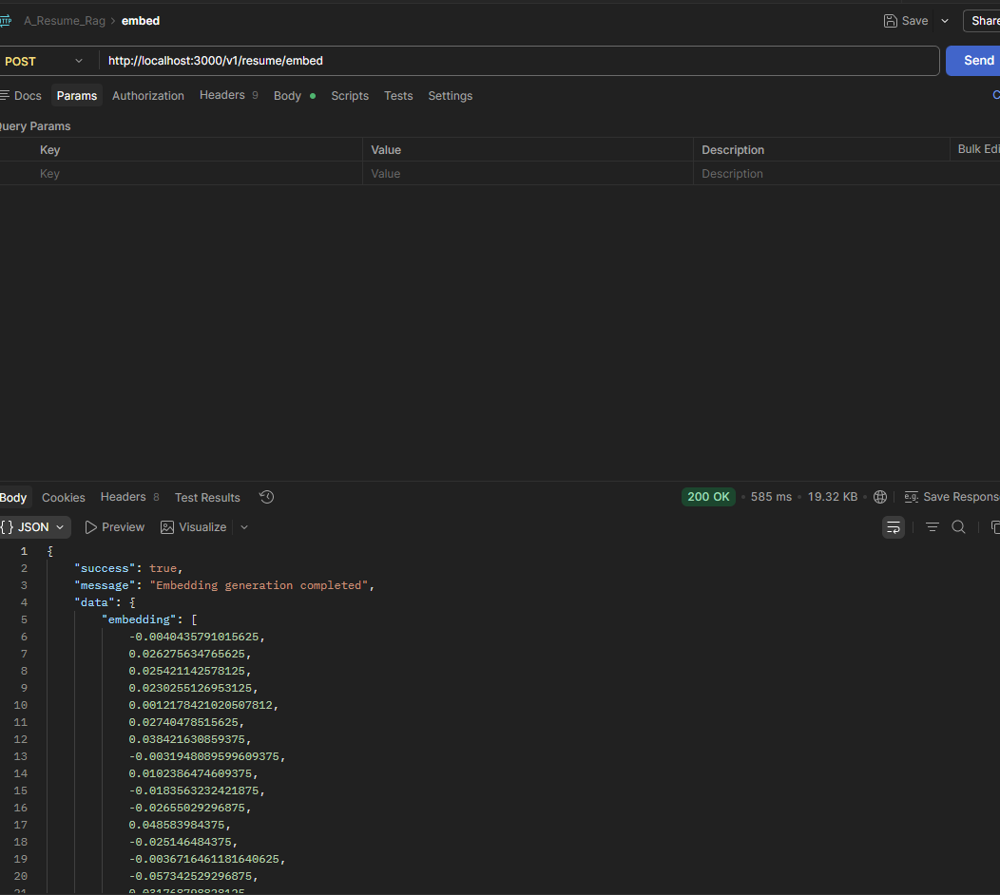 HTTP A_Resume_Rag > embed Save Share
POST http://localhost:3000/v1/resume/embed Send
Docs Params Authorization Headers 9 Body Scripts Tests Settings C
Query Params
Key Value Description Bulk Edi
Key Value Description
Body Cookies Headers 8 Test Results 200 OK • 585 ms • 19.32 KB • e.g. Save Respons
{} JSON Preview Visualize
1 {
2 "success": true,
3 "message": "Embedding generation completed",
4 "data": {
5 "embedding": [
6 -0.0040435791015625,
7 0.026275634765625,
8 0.025421142578125,
9 0.0230255126953125,
10 0.0012178421020507812,
11 0.02740478515625,
12 0.038421630859375,
13 -0.0031948089599609375,
14 0.0102386474609375,
15 -0.0183563232421875,
16 -0.02655029296875,
17 0.048583984375,
18 -0.025146484375,
19 -0.0036716461181640625,
20 -0.057342529296875,
21